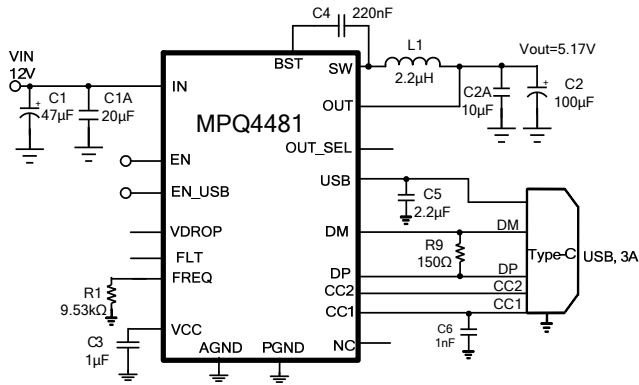 C4 220nF
VIN
12V
C1
47µF
C1A
20µF
BST
SW
L1
2.2µH
Vout=5.17V
IN
OUT
C2A
10µF
C2
100µF
MPQ4481
OUT_SEL
EN
USB
EN_USB
C5
2.2µF
VDROP
DM
DM
FLT
R9
150Ω
Type-C
USB, 3A
FREQ
DP
DP
R1
9.53kΩ
CC2
CC2
CC1
CC1
VCC
C3
1µF
C6
1nF
AGND
PGND
NC